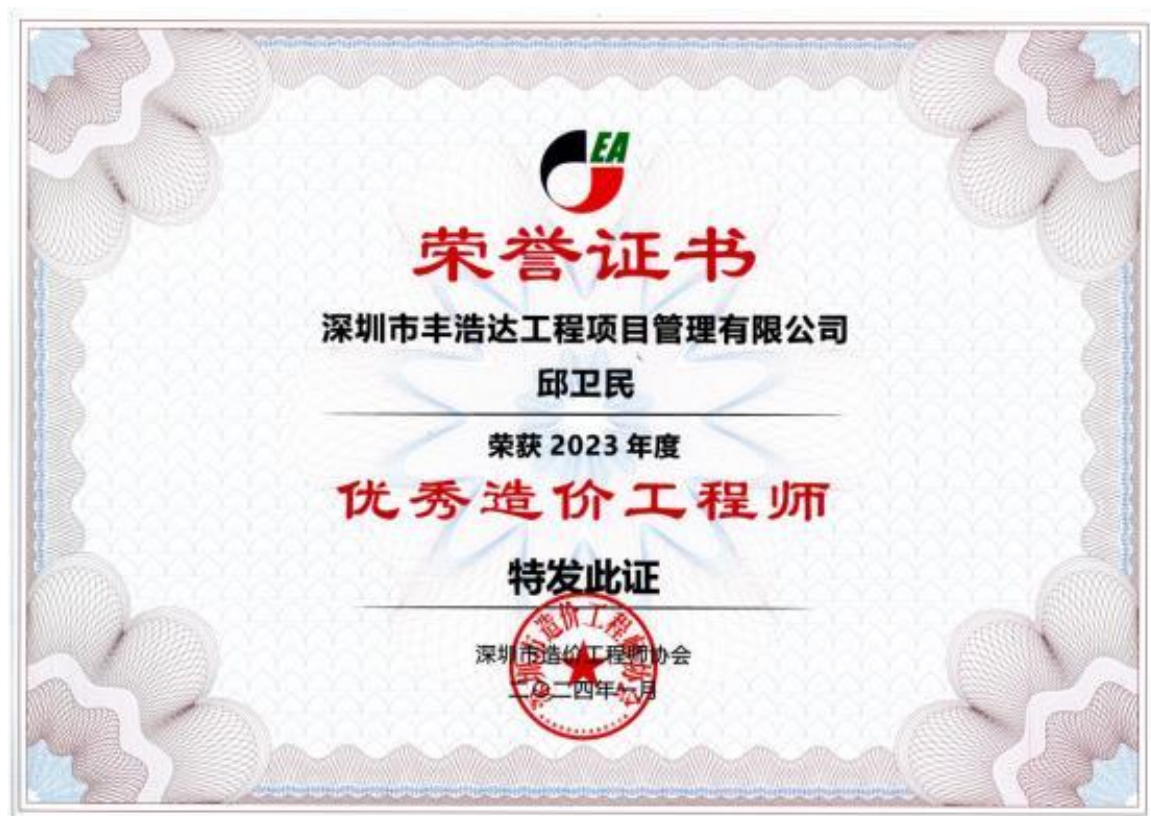 EA
荣誉证书
深圳市丰浩达工程项目管理有限公司
邱卫民
荣获 2023 年度
优秀造价工程师
特发此证
深圳市造价工程师协会
二〇二四年一月